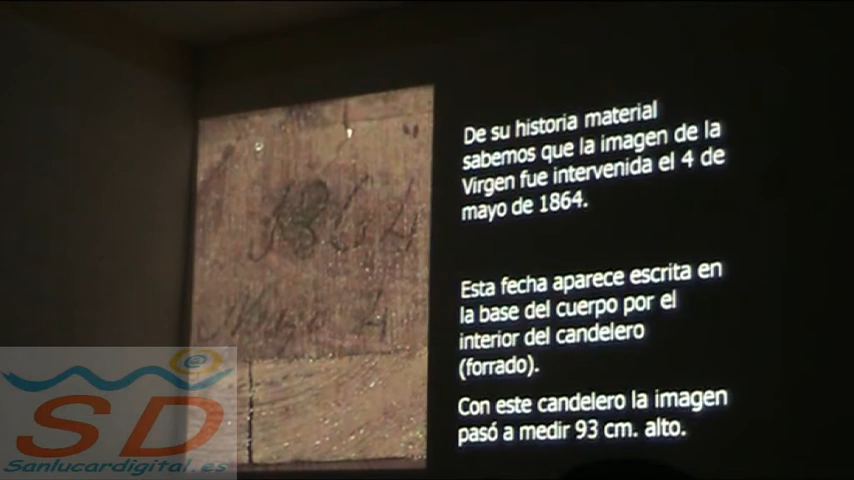 De su historia material
sabemos que la imagen de la
Virgen fue intervenida el 4 de
mayo de 1864.
Esta fecha aparece escrita en
la base del cuerpo por el
interior del candelero
(forrado).
Con este candelero la imagen
pasó a medir 93 cm. alto.
1864
Mayo 4
SD
Sanlucardigital.es